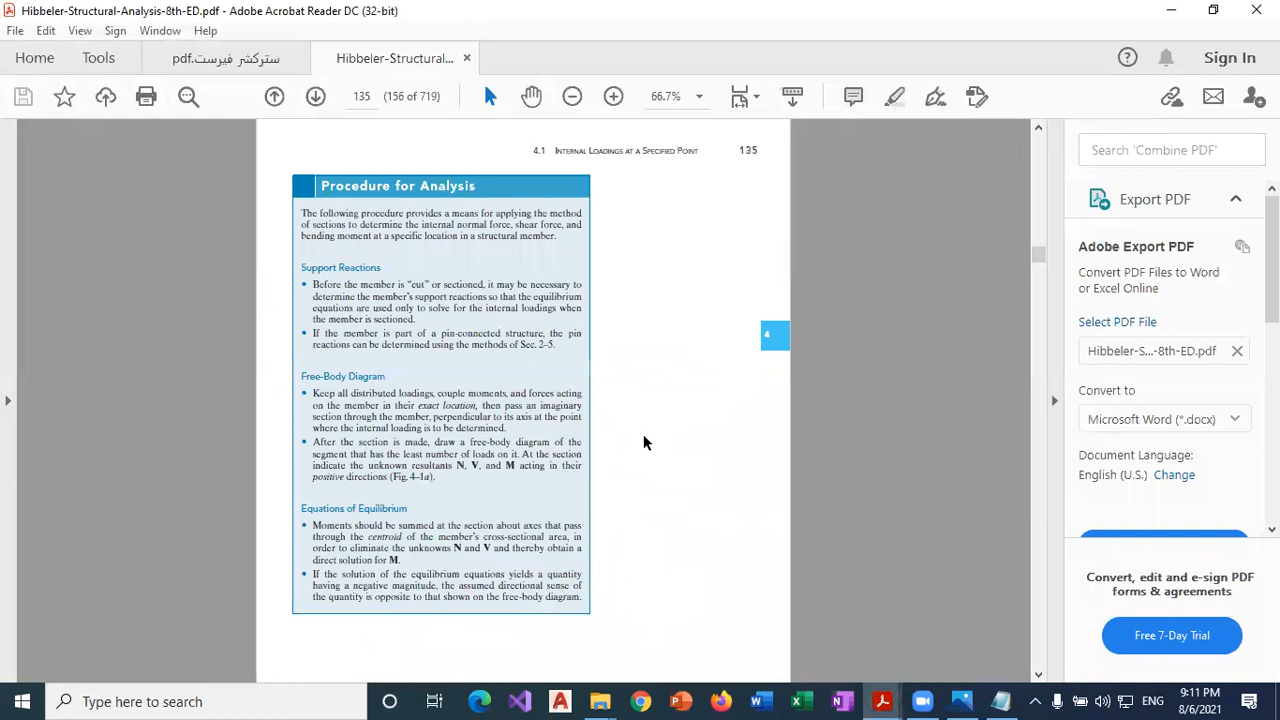 Hibbeler-Structural-Analysis-8th-ED.pdf - Adobe Acrobat Reader DC (32-bit)
File Edit View Sign Window Help
Home Tools ستركشر فيرست.pdf Hibbeler-Structural... Sign In
135 (156 of 719) 66.7%
4.1 INTERNAL LOADINGS AT A SPECIFIED POINT 135
Procedure for Analysis
The following procedure provides a means for applying the method
of sections to determine the internal normal force, shear force, and
bending moment at a specific location in a structural member.
Support Reactions
• Before the member is “cut” or sectioned, it may be necessary to
determine the member’s support reactions so that the equilibrium
equations are used only to solve for the internal loadings when
the member is sectioned.
• If the member is part of a pin-connected structure, the pin
reactions can be determined using the methods of Sec. 2–5.
4
Free-Body Diagram
• Keep all distributed loadings, couple moments, and forces acting
on the member in their exact location, then pass an imaginary
section through the member, perpendicular to its axis at the point
where the internal loading is to be determined.
• After the section is made, draw a free-body diagram of the
segment that has the least number of loads on it. At the section
indicate the unknown resultants N, V, and M acting in their
positive directions (Fig. 4–1a).
Equations of Equilibrium
• Moments should be summed at the section about axes that pass
through the centroid of the member’s cross-sectional area, in
order to eliminate the unknowns N and V and thereby obtain a
direct solution for M.
• If the solution of the equilibrium equations yields a quantity
having a negative magnitude, the assumed directional sense of
the quantity is opposite to that shown on the free-body diagram.
Search 'Combine PDF'
Export PDF
Adobe Export PDF
Convert PDF Files to Word
or Excel Online
Select PDF File
Hibbeler-S...-8th-ED.pdf
Convert to
Microsoft Word (*.docx)
Document Language:
English (U.S.) Change
Convert, edit and e-sign PDF
forms & agreements
Free 7-Day Trial
Type here to search
ENG
9:11 PM
8/6/2021